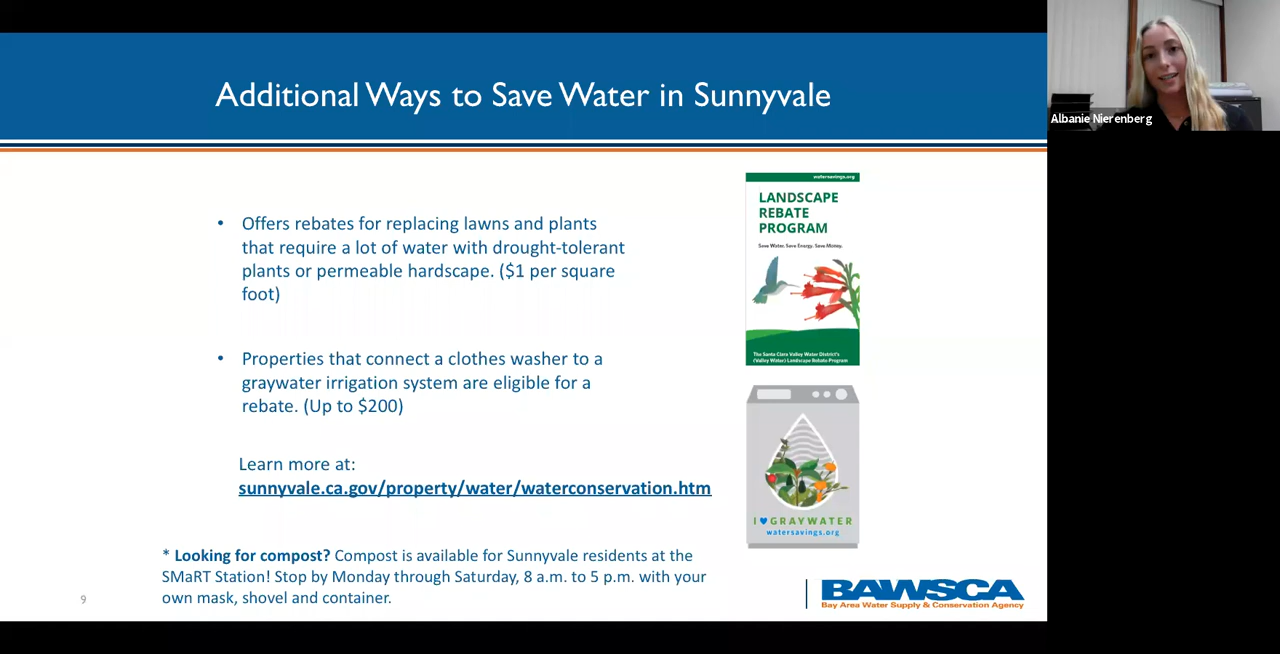 Additional Ways to Save Water in Sunnyvale
Albanie Nierenberg
• Offers rebates for replacing lawns and plants
that require a lot of water with drought-tolerant
plants or permeable hardscape. ($1 per square
foot)
• Properties that connect a clothes washer to a
graywater irrigation system are eligible for a
rebate. (Up to $200)
Learn more at:
sunnyvale.ca.gov/property/water/waterconservation.htm
* Looking for compost? Compost is available for Sunnyvale residents at the
SMaRT Station! Stop by Monday through Saturday, 8 a.m. to 5 p.m. with your
own mask, shovel and container.
9
watersavings.org
LANDSCAPE
REBATE
PROGRAM
Save Water. Save Energy. Save Money.
The Santa Clara Valley Water District's
(Valley Water) Landscape Rebate Program
I GRAYWATER
watersavings.org
BAWSCA
Bay Area Water Supply & Conservation Agency